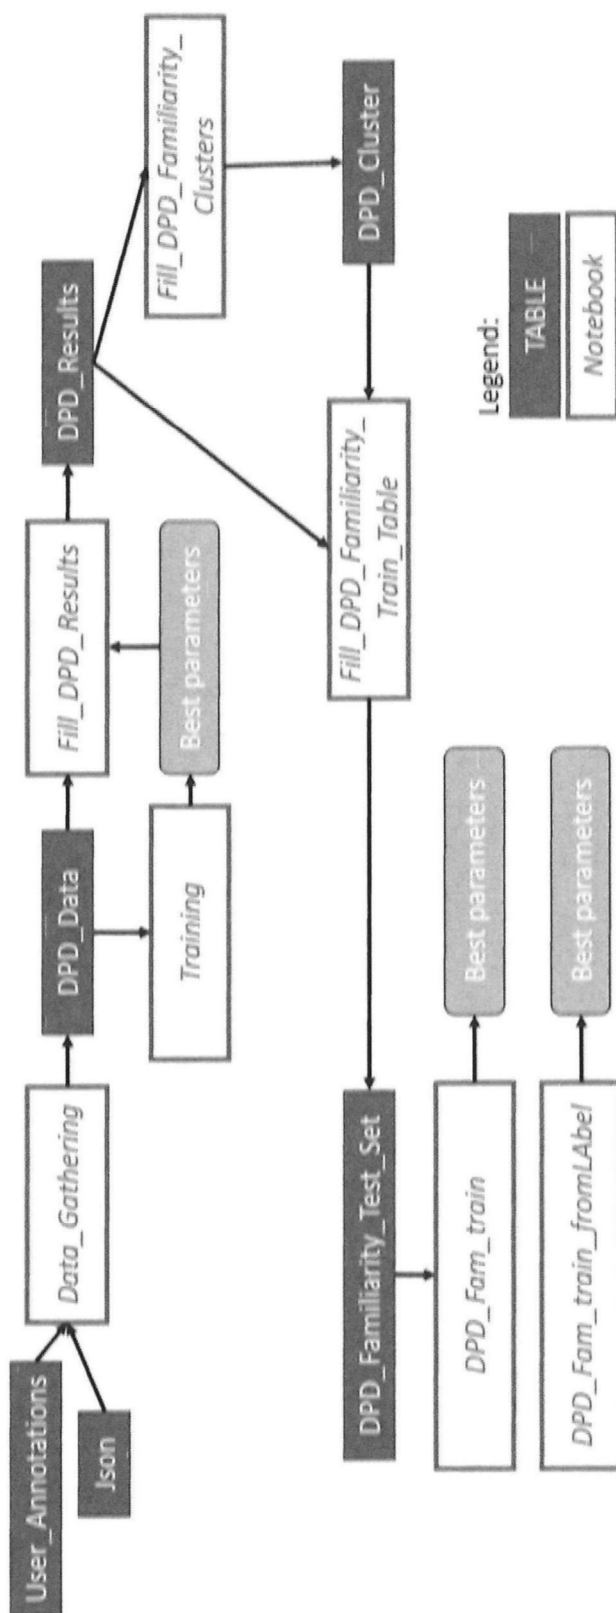 User_Annotations
Json
Data_Gathering
DPD_Data
Training
Fill_DPD_Results
Best parameters
DPD_Results
Fill_DPD_Familiarity_
Clusters
DPD_Cluster
Fill_DPD_Familiarity_
Train_Table
DPD_Familiarity_Test_Set
DPD_Fam_train
Best parameters
DPD_Fam_train_fromLAbel
Best parameters
Legend:
TABLE
Notebook